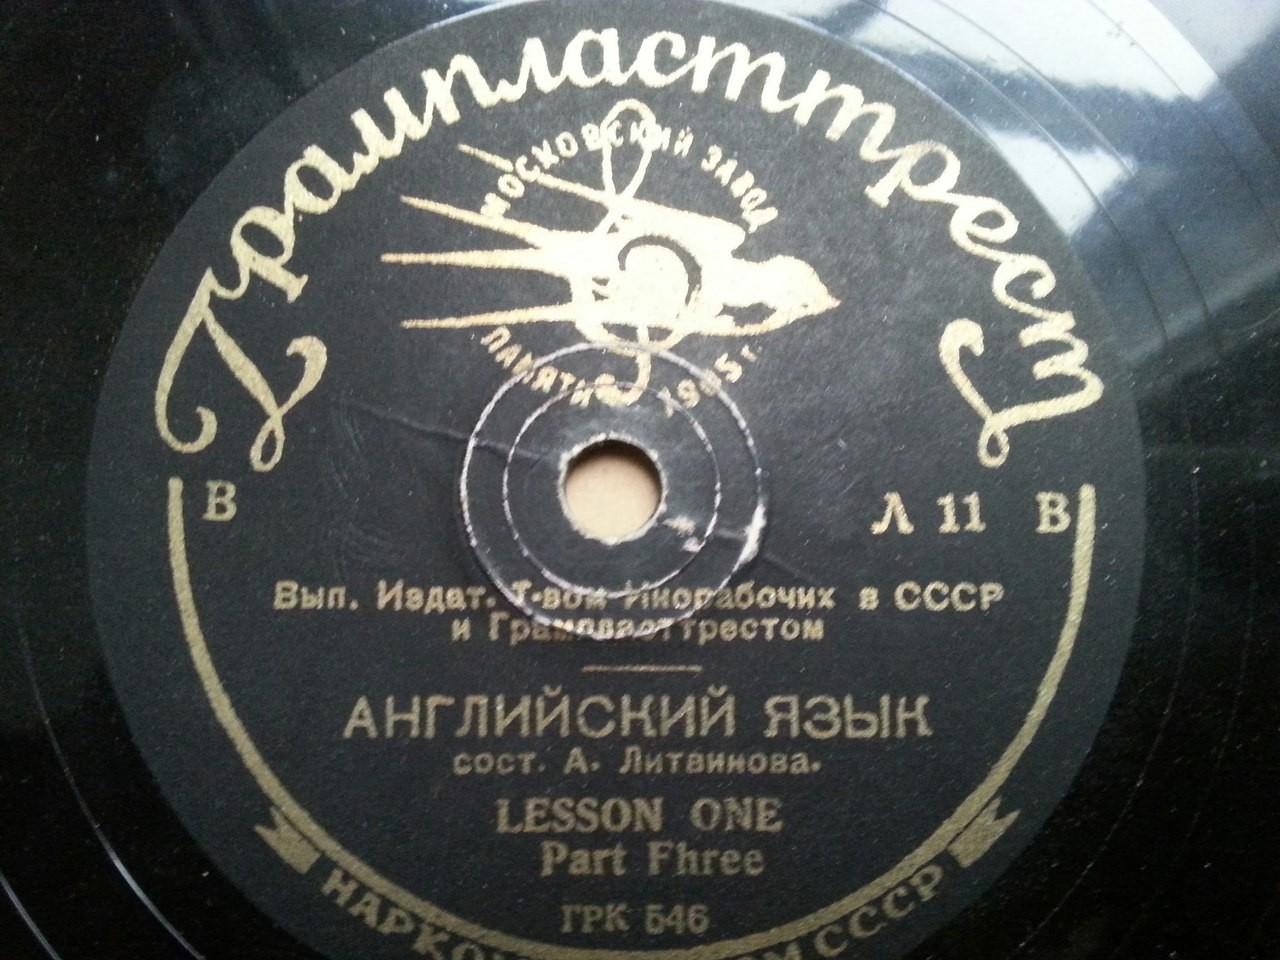 Грампласттрест
МОСКОВСКИЙ ЗАВОД
ПАМЯТИ 1905 г.
В Л 11 В
Вып. Издат. Т-вом Инорабочих в СССР
и Грампласттрестом
АНГЛИЙСКИЙ ЯЗЫК
сост. А. Литвинова.
LESSON ONE
Part Fhree
ГРК 546
СССР